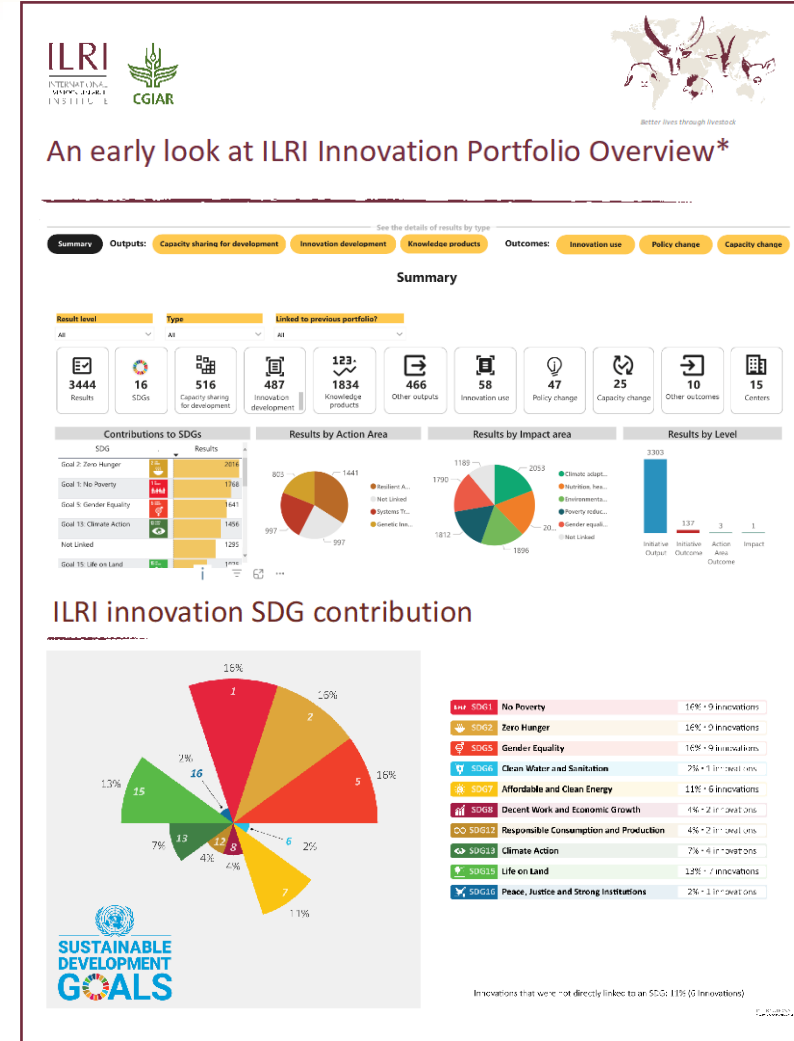 ILRI
INTERNATIONAL
LIVESTOCK RESEARCH
INSTITUTE
CGIAR
Better lives through livestock
An early look at ILRI Innovation Portfolio Overview*
See the details of results by type
Summary Outputs: Capacity sharing for development Innovation development Knowledge products Outcomes: Innovation use Policy change Capacity change
Summary
Result level Type Linked to previous portfolio?
All All All
123.
3444 16 516 487 1834 466 58 47 25 10 15
Results SDGs Capacity sharing for development Innovation development Knowledge products Other outputs Innovation use Policy change Capacity change Other outcomes Centers
Contributions to SDGs Results by Action Area Results by Impact area Results by Level
SDG . Results
Goal 2: Zero Hunger 2016
Goal 1: No Poverty 1768
Goal 5: Gender Equality 1641
Goal 13: Climate Action 1456
Not Linked 1295
Goal 15: Life on Land
803 1441
997 997
Resilient A...
Not Linked
Systems Tr...
Genetic Inn...
1189 2053
1790 20...
1812 1896
Climate adapt...
Nutrition, hea...
Environmenta...
Poverty reduc...
Gender equali...
Not Linked
3303
137 3 1
Initiative Output Initiative Outcome Action Area Outcome Impact
ILRI innovation SDG contribution
16%
1
16%
2
16%
5
2%
16
13%
15
7%
13
4%
12
4%
8
2%
6
11%
7
SUSTAINABLE
DEVELOPMENT
GOALS
SDG1 No Poverty 16% • 9 innovations
SDG2 Zero Hunger 16% • 9 innovations
SDG5 Gender Equality 16% • 9 innovations
SDG6 Clean Water and Sanitation 2% • 1 innovations
SDG7 Affordable and Clean Energy 11% • 6 innovations
SDG8 Decent Work and Economic Growth 4% • 2 innovations
SDG12 Responsible Consumption and Production 4% • 2 innovations
SDG13 Climate Action 7% • 4 innovations
SDG15 Life on Land 13% • 7 innovations
SDG16 Peace, Justice and Strong Institutions 2% • 1 innovations
Innovations that were not directly linked to an SDG: 11% (6 Innovations)